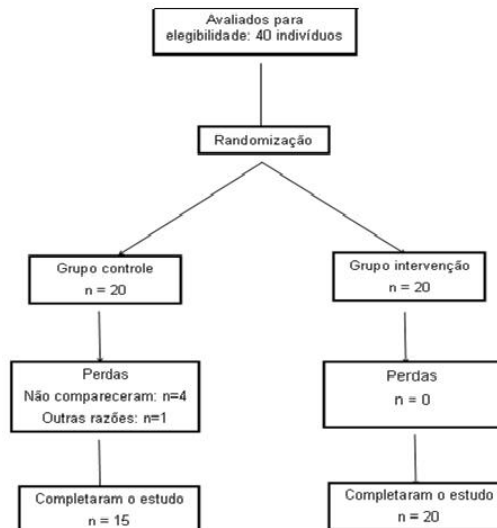 Avaliados para
elegibilidade: 40 indivíduos
Randomização
Grupo controle
n = 20
Grupo intervenção
n = 20
Perdas
Não compareceram: n=4
Outras razões: n=1
Perdas
n = 0
Completaram o estudo
n = 15
Completaram o estudo
n = 20